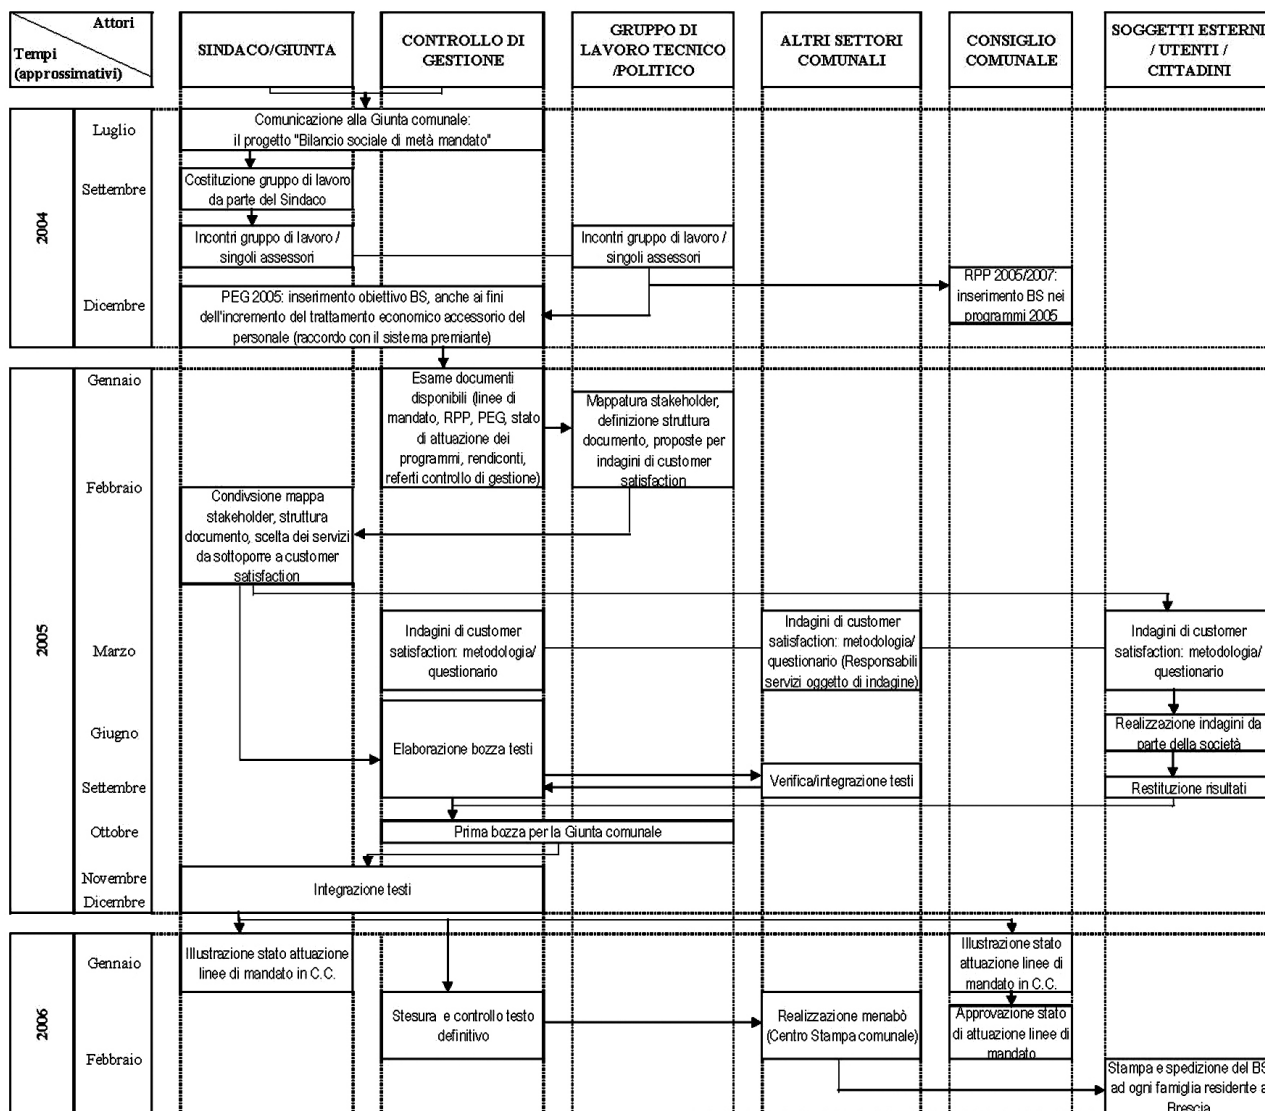 Attori
Tempi
(approssimativi)
SINDACO/GIUNTA
CONTROLLO DI
GESTIONE
GRUPPO DI
LAVORO TECNICO
/POLITICO
ALTRI SETTORI
COMUNALI
CONSIGLIO
COMUNALE
SOGGETTI ESTERNI
/ UTENTI /
CITTADINI
2004
Luglio
Comunicazione alla Giunta comunale:
il progetto "Bilancio sociale di metà mandato"
Settembre
Costituzione gruppo di lavoro
da parte del Sindaco
Incontri gruppo di lavoro /
singoli assessori
Incontri gruppo di lavoro /
singoli assessori
RPP 2005/2007:
inserimento BS nei
programmi 2005
Dicembre
PEG 2005: inserimento obiettivo BS, anche ai fini
dell'incremento del trattamento economico accessorio del
personale (raccordo con il sistema premiante)
2005
Gennaio
Esame documenti
disponibili (linee di
mandato, RPP, PEG, stato
di attuazione dei
programmi, rendiconti,
referti controllo di gestione)
Mappatura stakeholder,
definizione struttura
documento, proposte per
indagini di customer
satisfaction
Febbraio
Condivsione mappa
stakeholder, struttura
documento, scelta dei servizi
da sottoporre a customer
satisfaction
Marzo
Indagini di customer
satisfaction: metodologia/
questionario
Indagini di customer
satisfaction: metodologia/
questionario (Responsabili
servizi oggetto di indagine)
Indagini di customer
satisfaction: metodologia/
questionario
Giugno
Elaborazione bozza testi
Realizzazione indagini da
parte della società
Settembre
Verifica/integrazione testi
Restituzione risultati
Ottobre
Prima bozza per la Giunta comunale
Novembre
Dicembre
Integrazione testi
2006
Gennaio
Illustrazione stato attuazione
linee di mandato in C.C.
Illustrazione stato
attuazione linee di
mandato in C.C.
Stesura e controllo testo
definitivo
Realizzazione menabò
(Centro Stampa comunale)
Approvazione stato
di attuazione linee di
mandato
Febbraio
Stampa e spedizione del BS
ad ogni famiglia residente a
Brescia